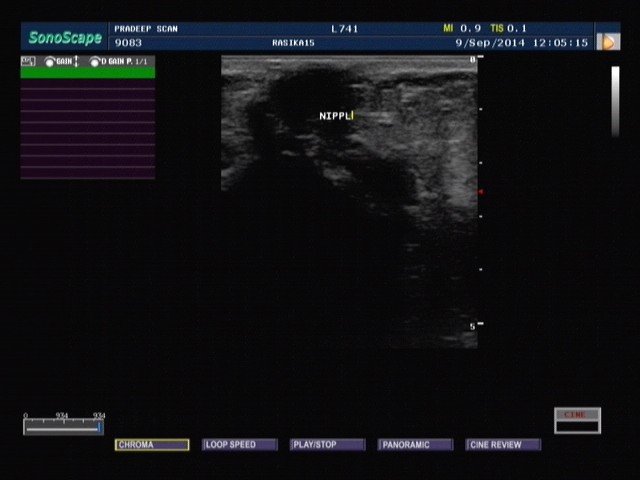 SonoScape
PRADEEP SCAN
L741
MI 0.9 TIS 0.1
9083
RASIKA15
9/Sep/2014 12:05:15
GAIN
D GAIN P. 1/1
0
NIPPL
5
0 934 934
CINE
CHROMA
LOOP SPEED
PLAY/STOP
PANORAMIC
CINE REVIEW